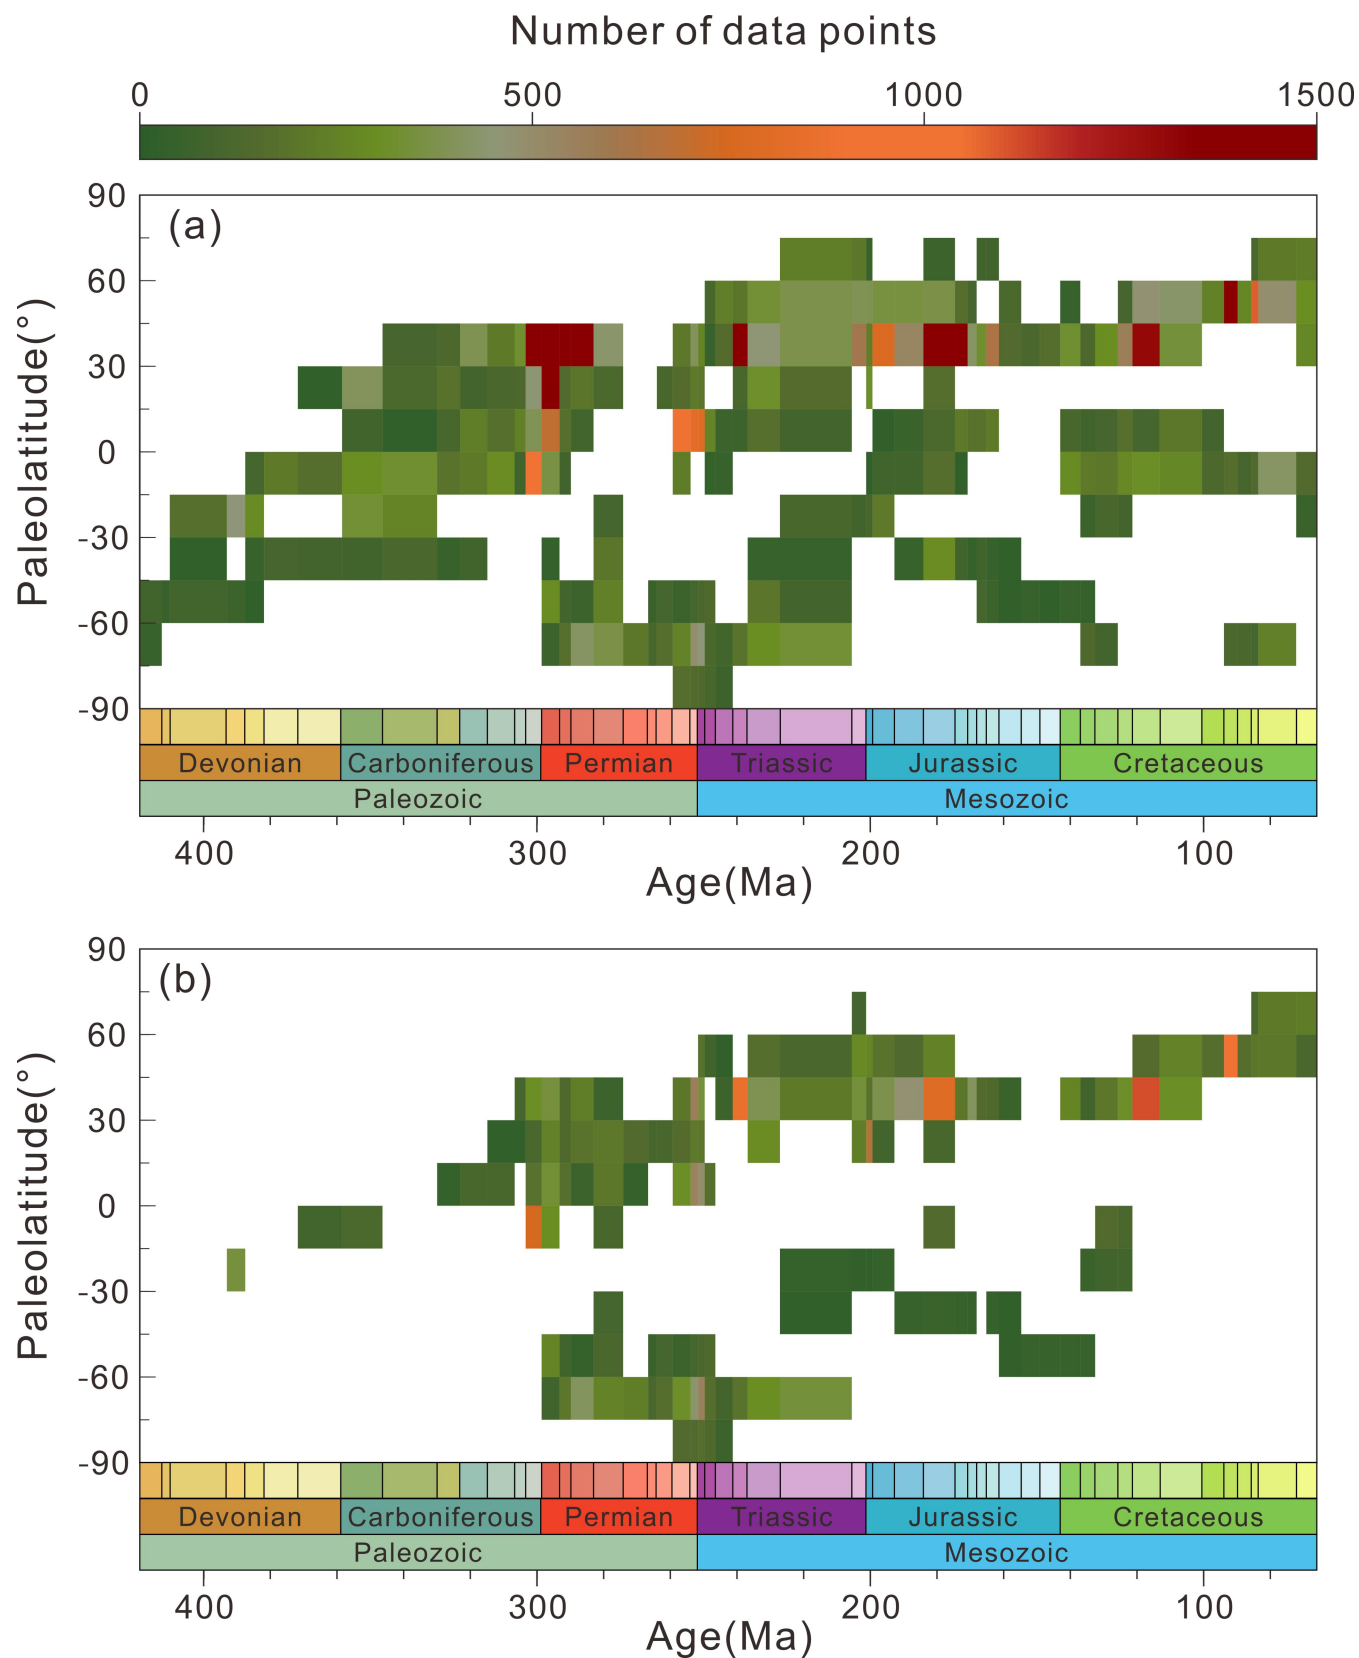 Number of data points
0 500 1000 1500
(a)
90
60
30
0
-30
-60
-90
Paleolatitude(°)
Devonian Carboniferous Permian Triassic Jurassic Cretaceous
Paleozoic Mesozoic
400 300 200 100
Age(Ma)
(b)
90
60
30
0
-30
-60
-90
Paleolatitude(°)
Devonian Carboniferous Permian Triassic Jurassic Cretaceous
Paleozoic Mesozoic
400 300 200 100
Age(Ma)